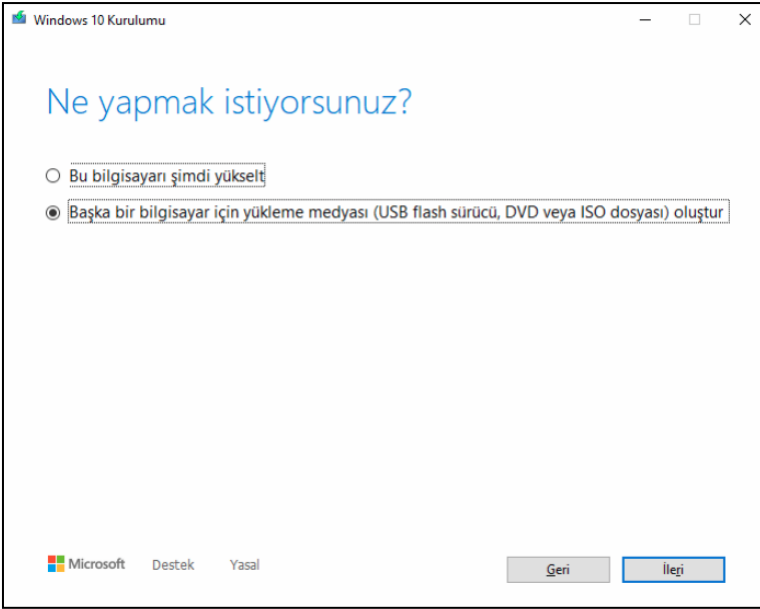 Windows 10 Kurulumu
Ne yapmak istiyorsunuz?
Bu bilgisayarı şimdi yükselt
Başka bir bilgisayar için yükleme medyası (USB flash sürücü, DVD veya ISO dosyası) oluştur
Microsoft Destek Yasal Geri İleri